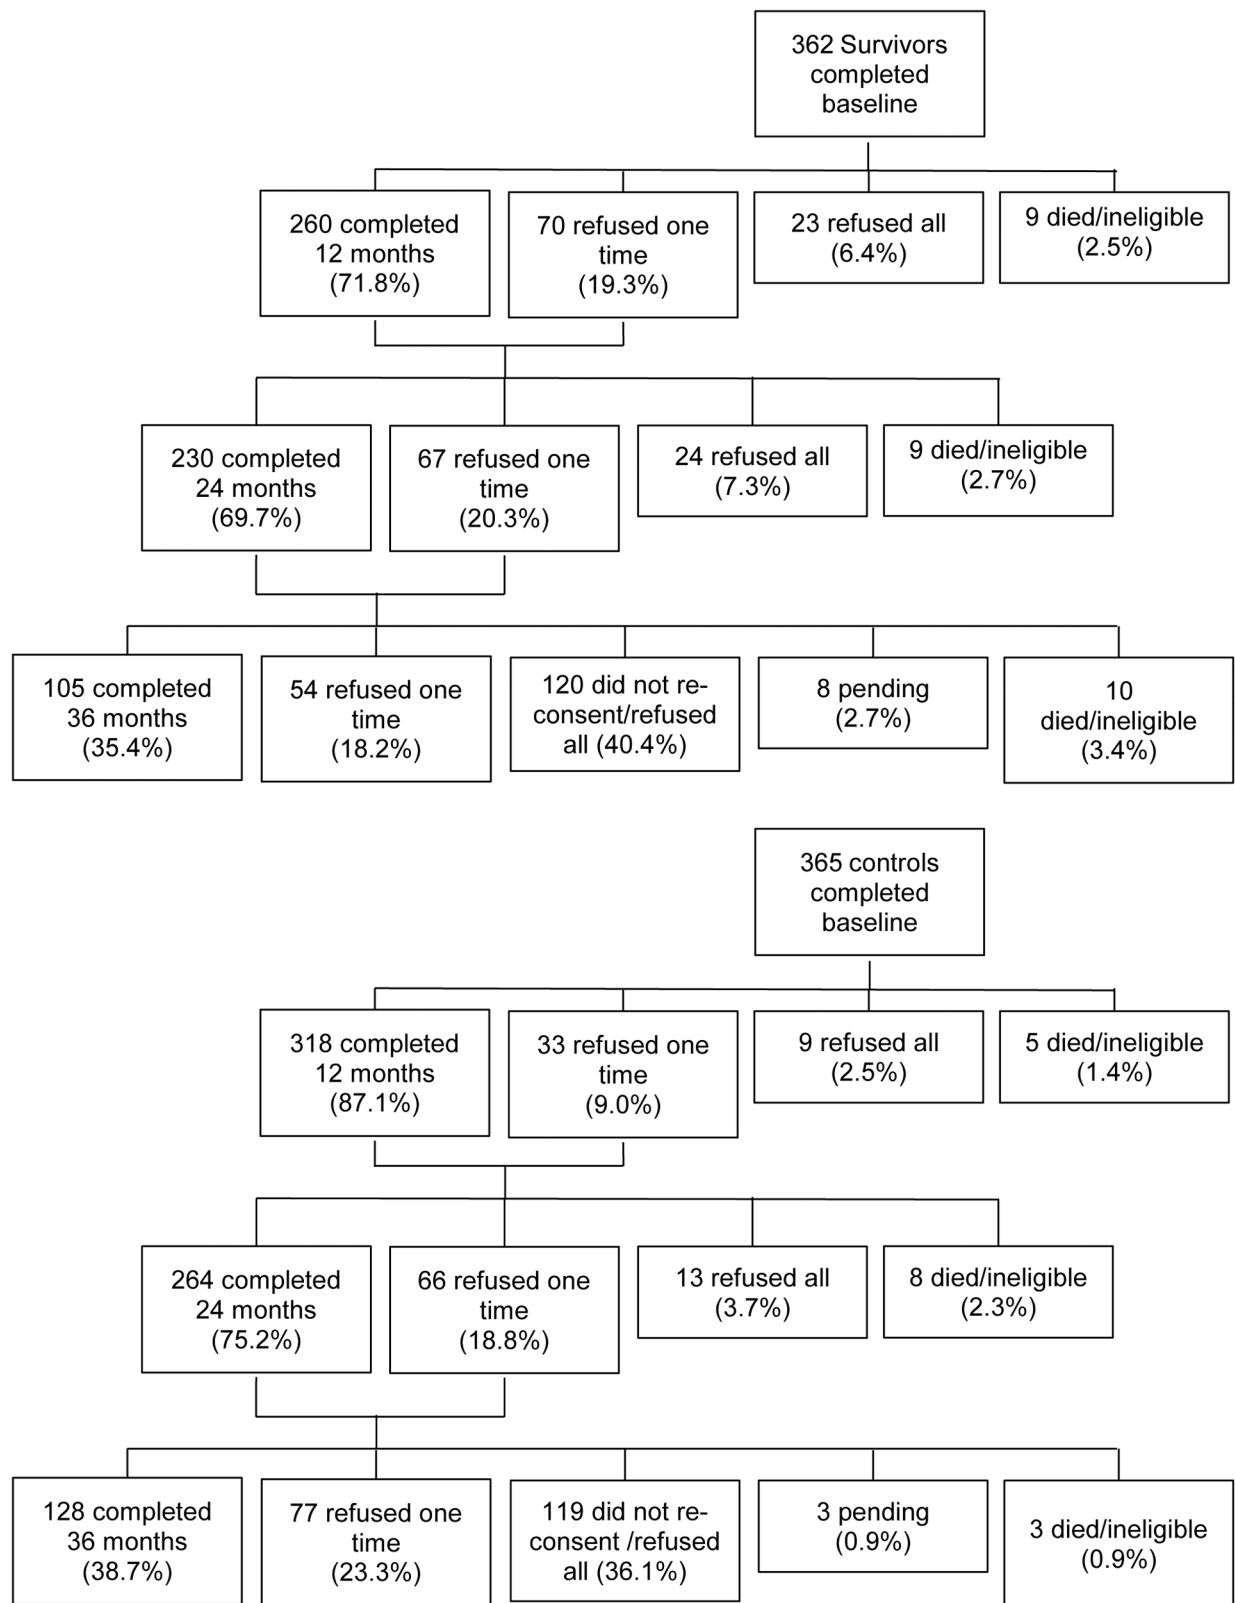 362 Survivors
completed
baseline
260 completed
12 months
(71.8%)
70 refused one
time
(19.3%)
23 refused all
(6.4%)
9 died/ineligible
(2.5%)
230 completed
24 months
(69.7%)
67 refused one
time
(20.3%)
24 refused all
(7.3%)
9 died/ineligible
(2.7%)
105 completed
36 months
(35.4%)
54 refused one
time
(18.2%)
120 did not re-
consent/refused
all (40.4%)
8 pending
(2.7%)
10
died/ineligible
(3.4%)
365 controls
completed
baseline
318 completed
12 months
(87.1%)
33 refused one
time
(9.0%)
9 refused all
(2.5%)
5 died/ineligible
(1.4%)
264 completed
24 months
(75.2%)
66 refused one
time
(18.8%)
13 refused all
(3.7%)
8 died/ineligible
(2.3%)
128 completed
36 months
(38.7%)
77 refused one
time
(23.3%)
119 did not re-
consent /refused
all (36.1%)
3 pending
(0.9%)
3 died/ineligible
(0.9%)